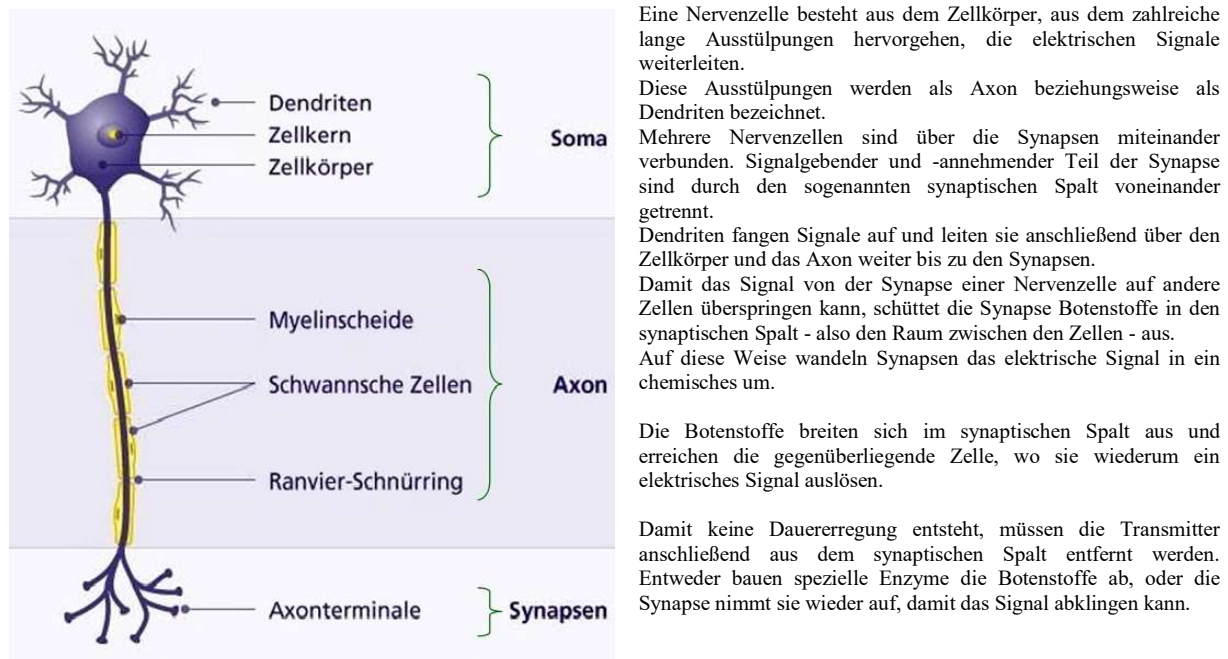 Dendriten
Zellkern
Zellkörper
Soma
Myelinscheide
Schwannsche Zellen
Axon
Ranvier-Schnürring
Axonterminale
Synapsen
Eine Nervenzelle besteht aus dem Zellkörper, aus dem zahlreiche
lange Ausstülpungen hervorgehen, die elektrischen Signale
weiterleiten.
Diese Ausstülpungen werden als Axon beziehungsweise als
Dendriten bezeichnet.
Mehrere Nervenzellen sind über die Synapsen miteinander
verbunden. Signalgebender und -annehmender Teil der Synapse
sind durch den sogenannten synaptischen Spalt voneinander
getrennt.
Dendriten fangen Signale auf und leiten sie anschließend über den
Zellkörper und das Axon weiter bis zu den Synapsen.
Damit das Signal von der Synapse einer Nervenzelle auf andere
Zellen überspringen kann, schüttet die Synapse Botenstoffe in den
synaptischen Spalt - also den Raum zwischen den Zellen - aus.
Auf diese Weise wandeln Synapsen das elektrische Signal in ein
chemisches um.
Die Botenstoffe breiten sich im synaptischen Spalt aus und
erreichen die gegenüberliegende Zelle, wo sie wiederum ein
elektrisches Signal auslösen.
Damit keine Dauererregung entsteht, müssen die Transmitter
anschließend aus dem synaptischen Spalt entfernt werden.
Entweder bauen spezielle Enzyme die Botenstoffe ab, oder die
Synapse nimmt sie wieder auf, damit das Signal abklingen kann.